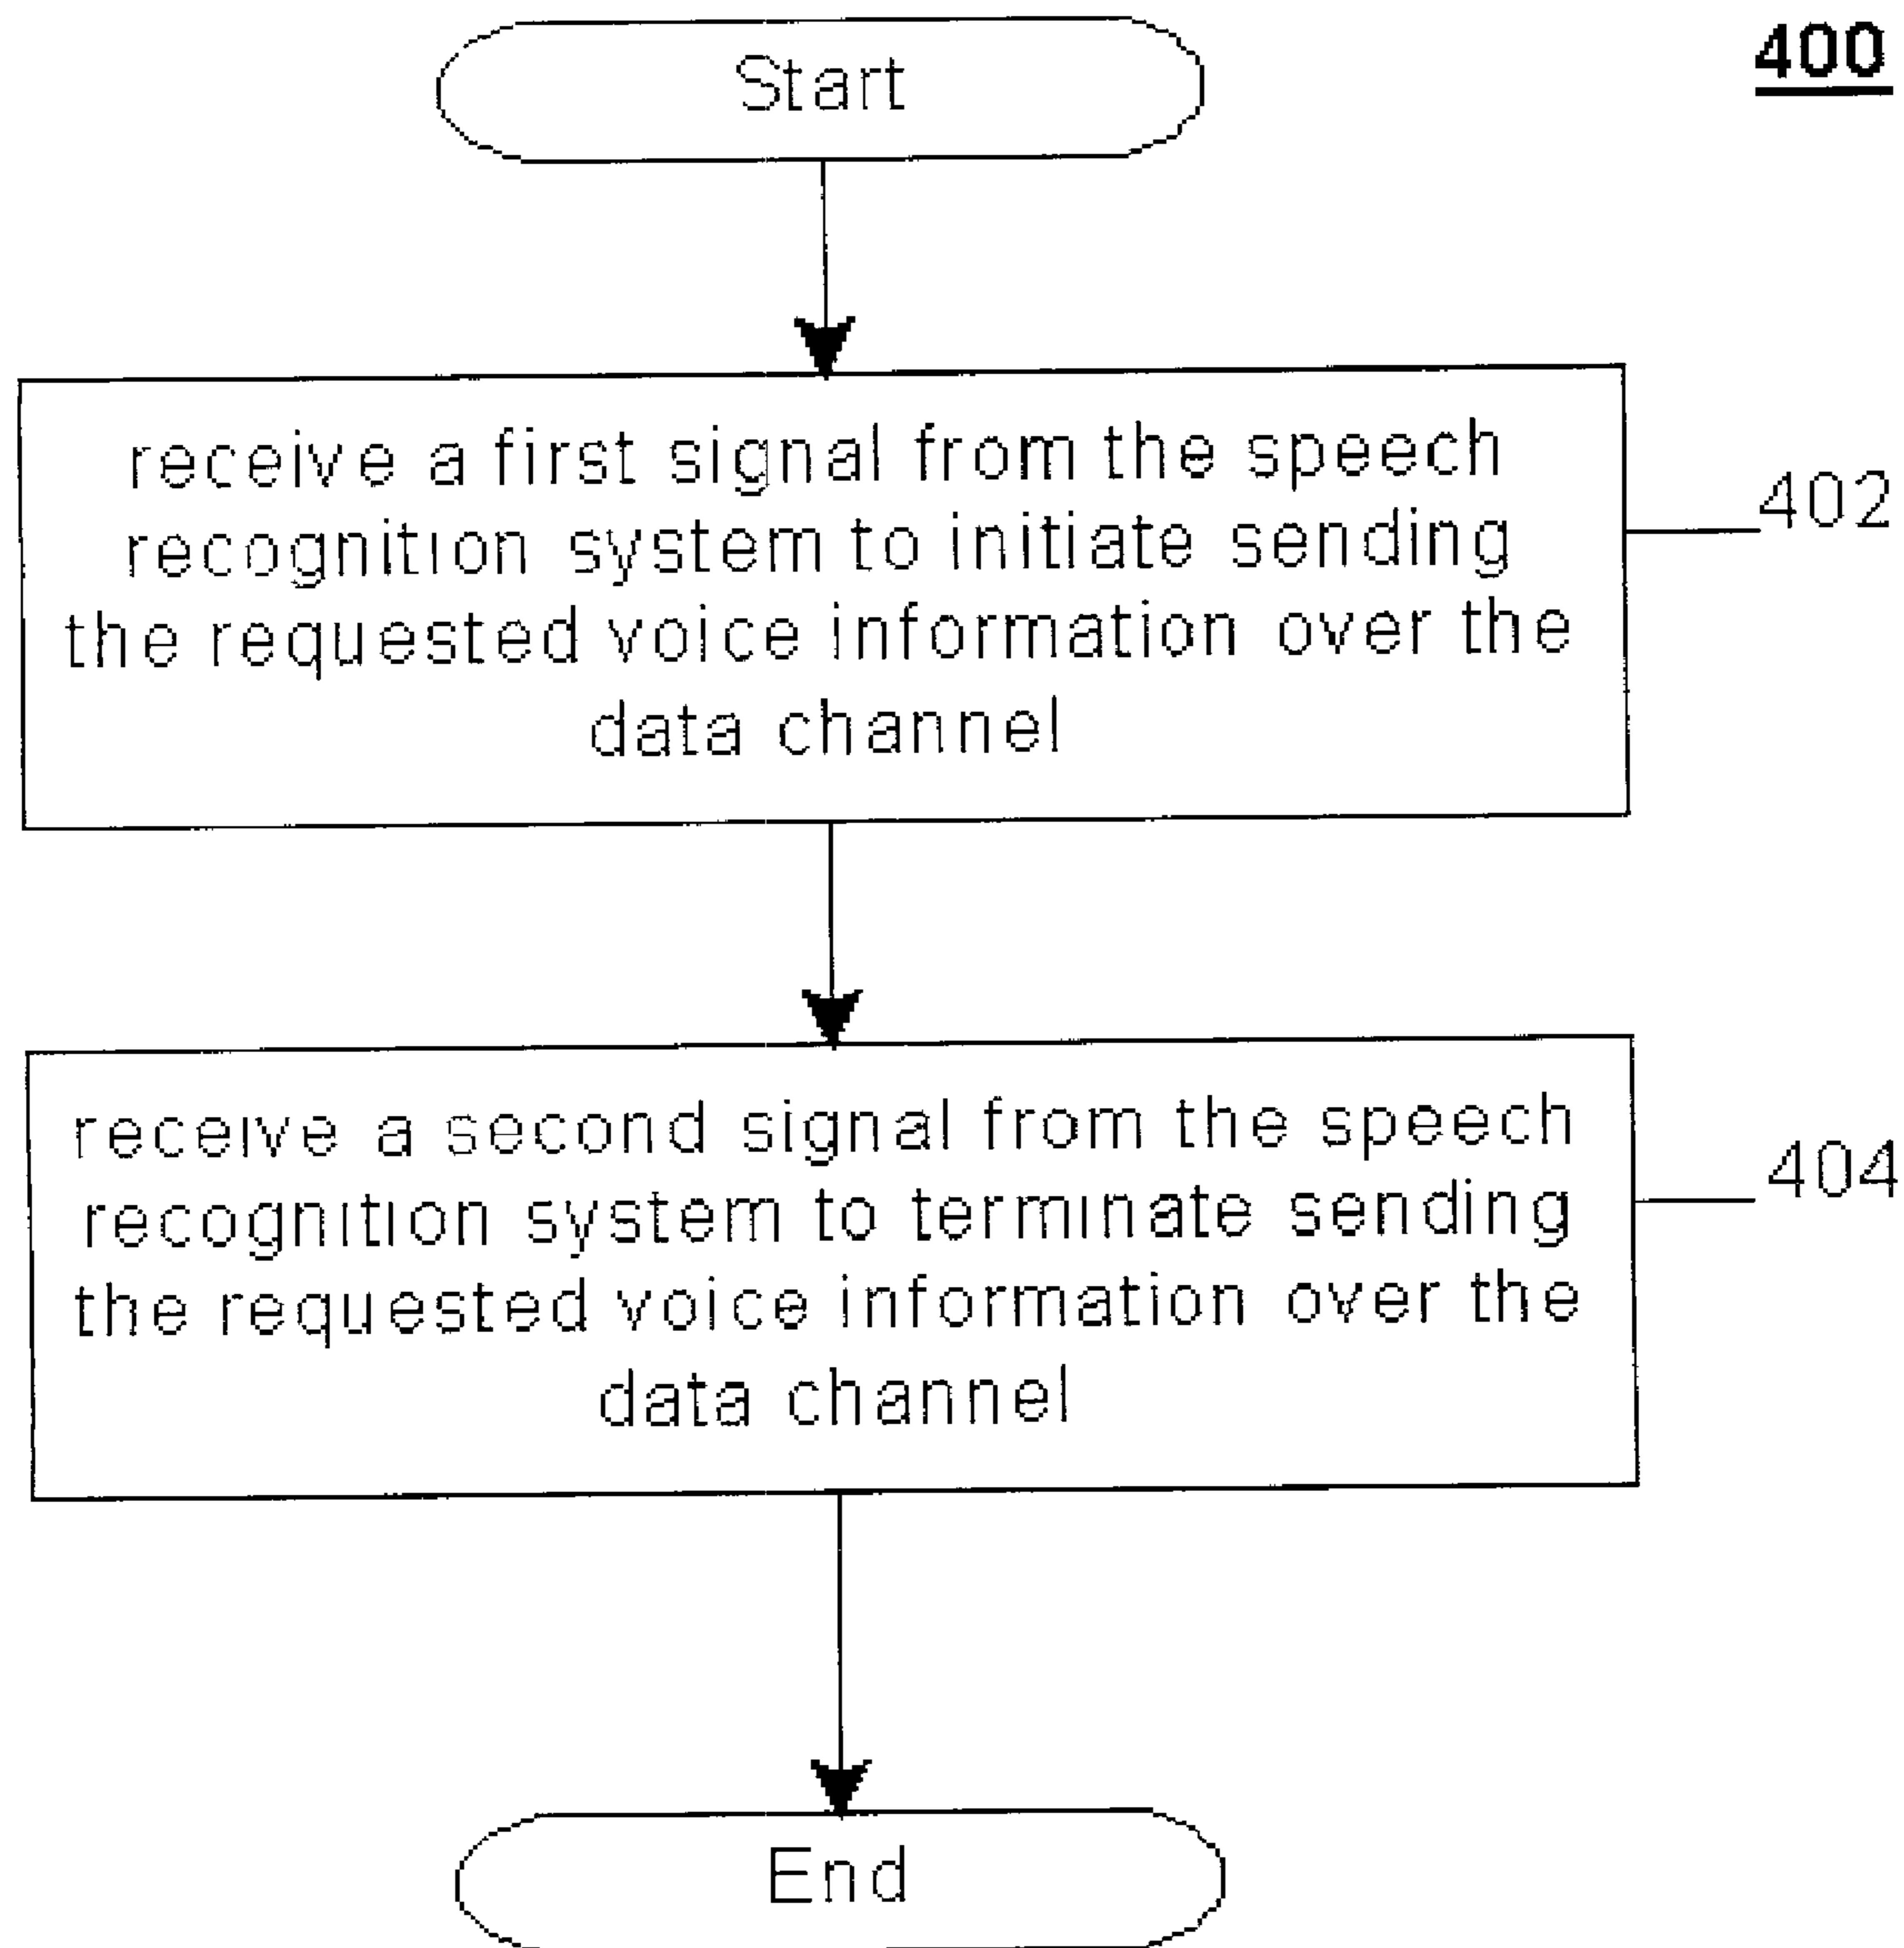 Start
400
receive a first signal from the speech
recognition system to initiate sending
the requested voice information over the
data channel
402
receive a second signal from the speech
recognition system to terminate sending
the requested voice information over the
data channel
404
End